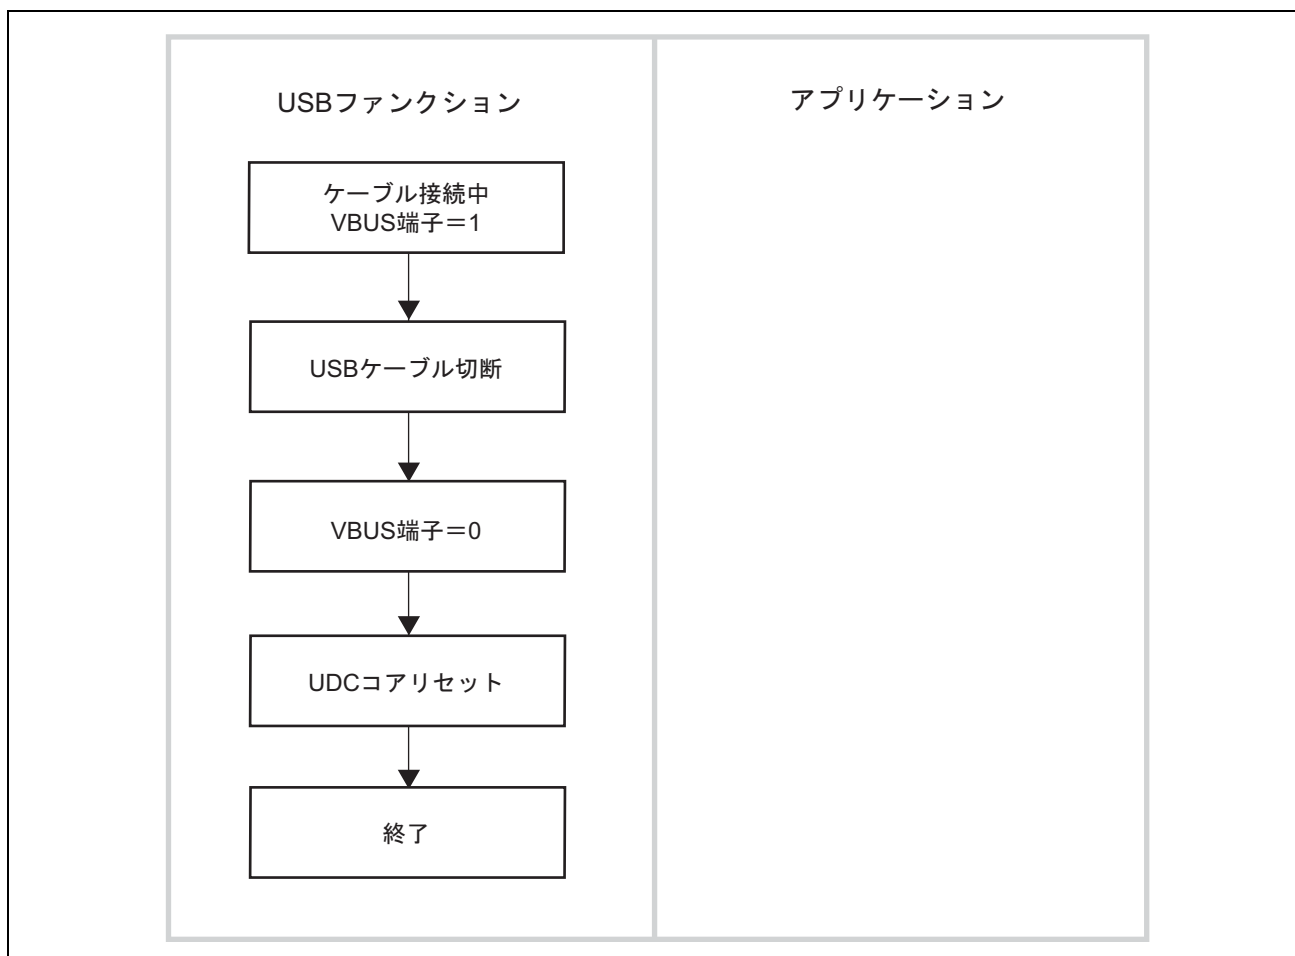 USBファンクション
アプリケーション
ケーブル接続中
VBUS端子＝1
USBケーブル切断
VBUS端子＝0
UDCコアリセット
終了